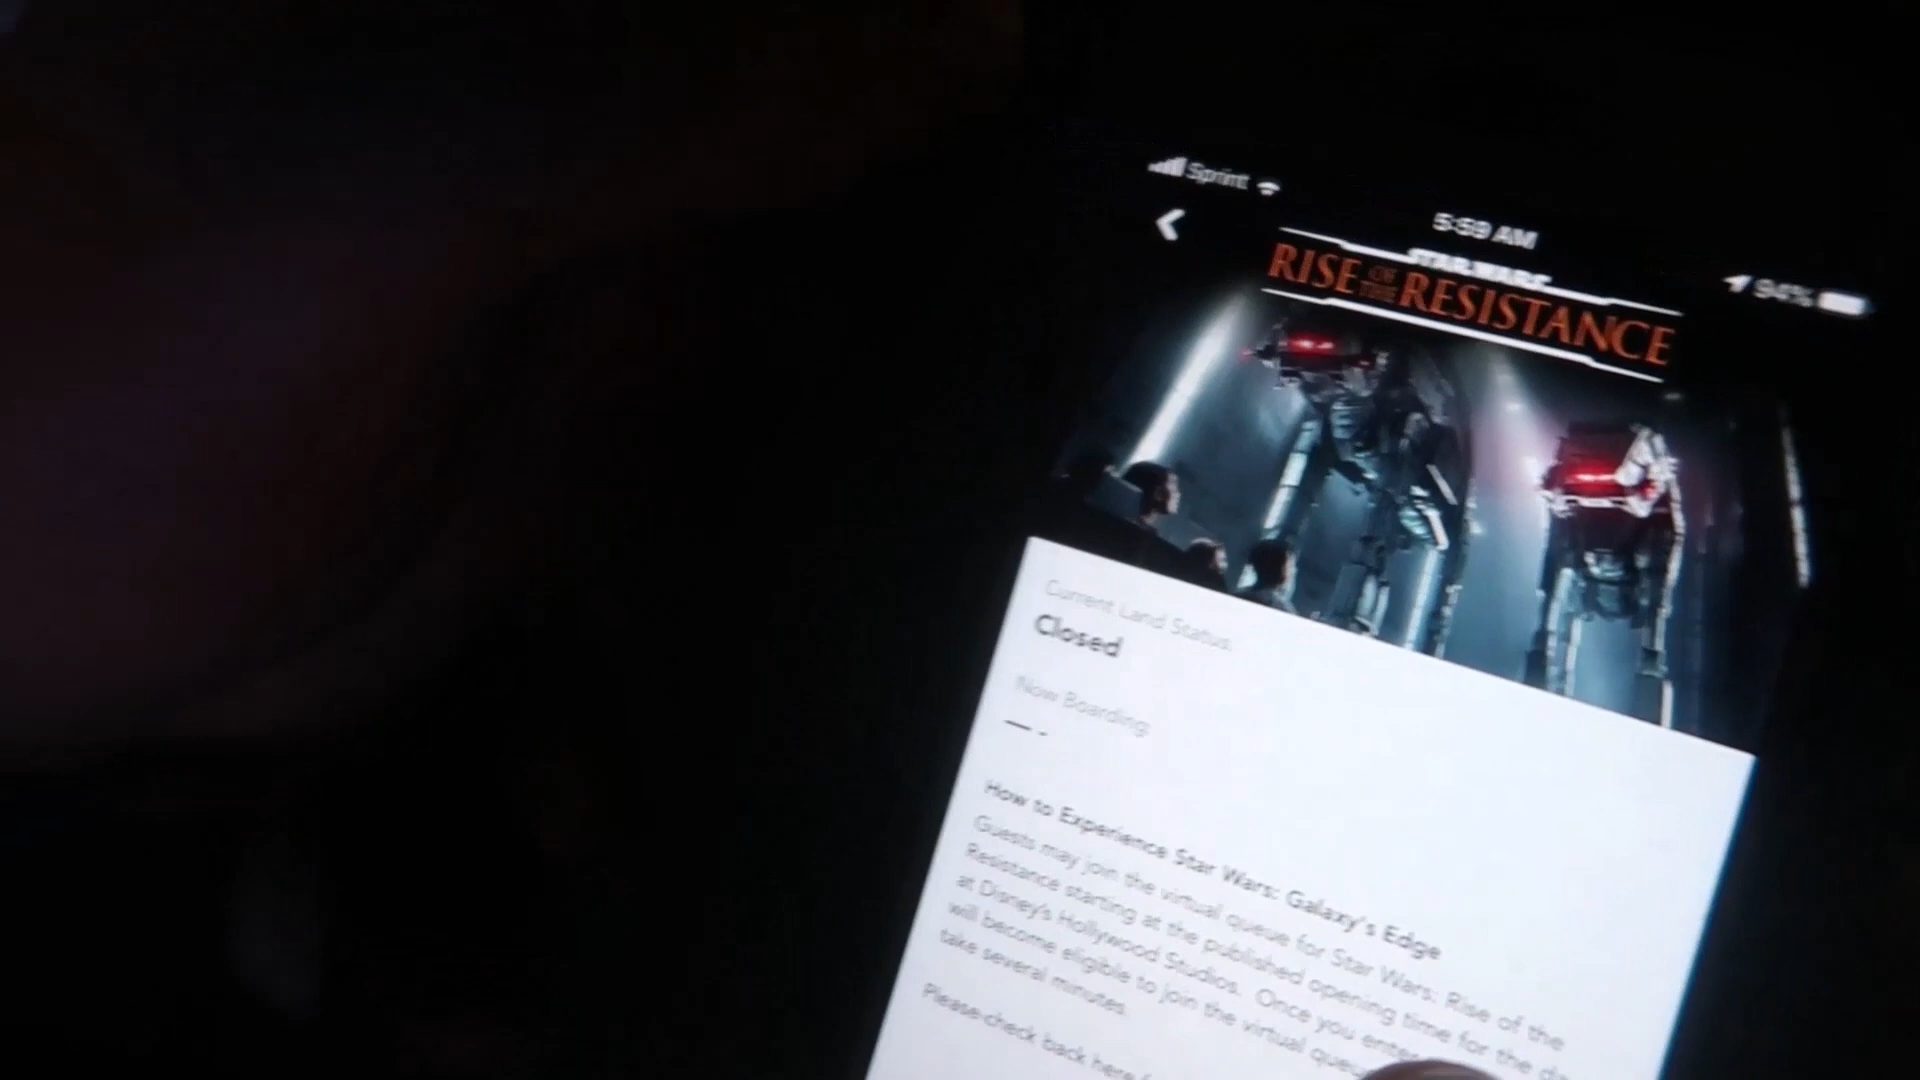 Sprint
5:59 AM
94%
STAR WARS
RISE OF THE RESISTANCE
Current Land Status:
Closed
Now Boarding:
— -
How to Experience Star Wars: Galaxy's Edge
Guests may join the virtual queue for Star Wars: Rise of the
Resistance starting at the published opening time for the
at Disney's Hollywood Studios. Once you enter
will become eligible to join the virtual
take several minutes.
Please check back here